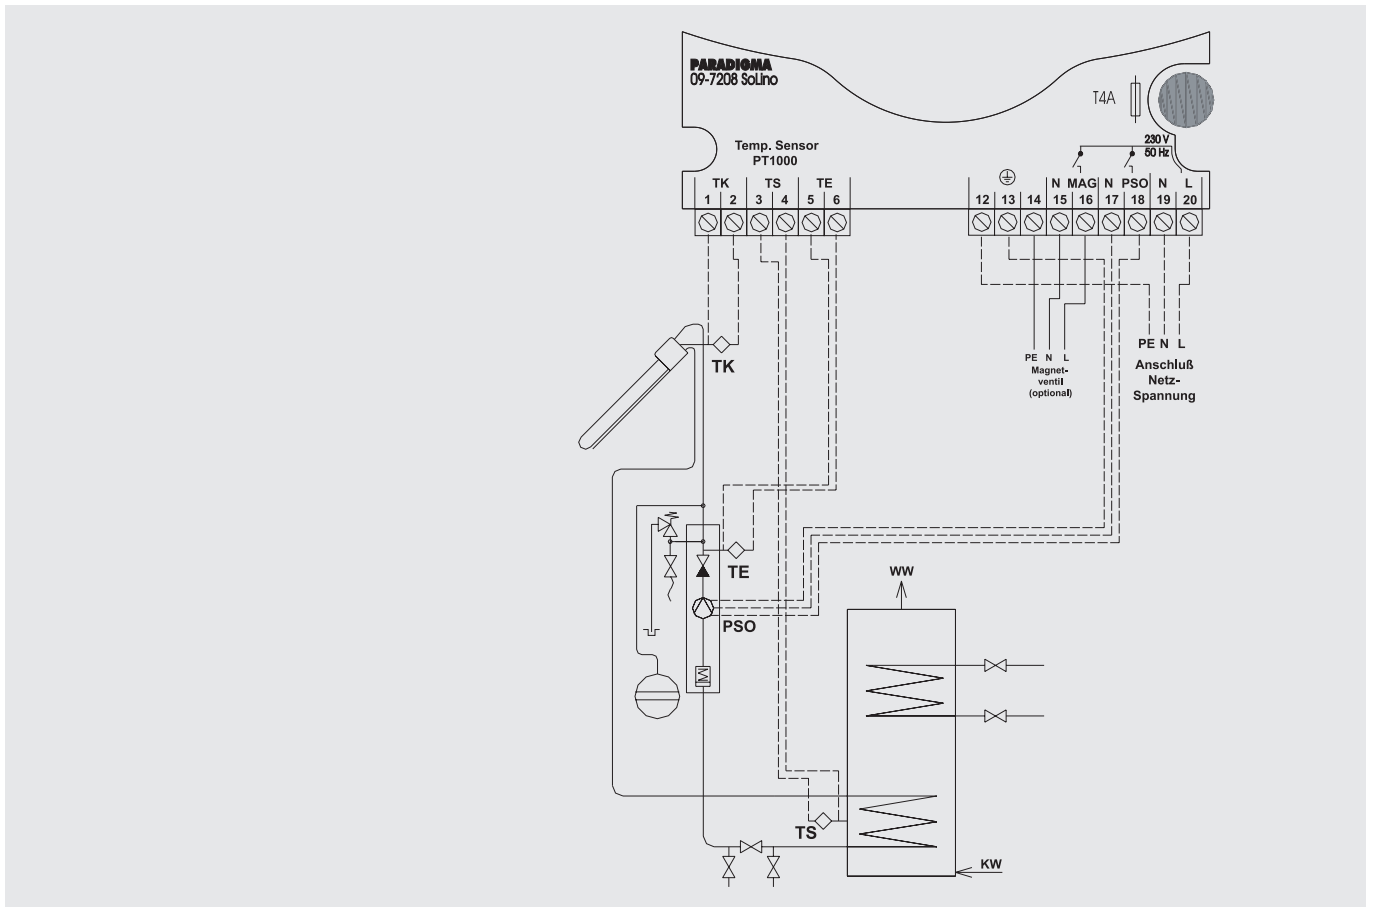 PARADIGMA
09-7208 SoLino
T4A
230 V
50 Hz
Temp. Sensor
PT1000
TK TS TE
1 2 3 4 5 6
N MAG N PSO N L
12 13 14 15 16 17 18 19 20
PE N L
Anschluß
Netz-
Spannung
PE N L
Magnet-
ventil
(optional)
TK
TE
PSO
WW
TS
KW